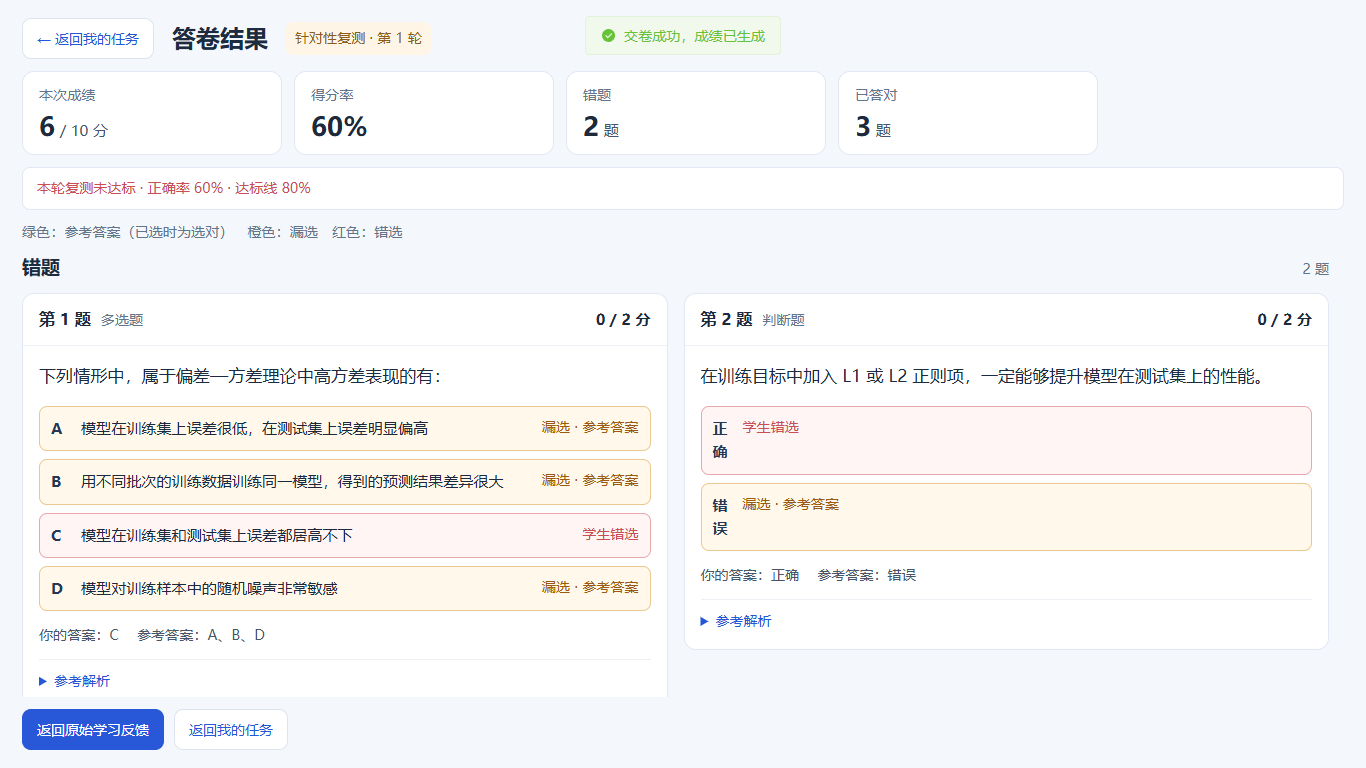 ← 返回我的任务
答卷结果
针对性复测 · 第 1 轮
交卷成功，成绩已生成
本次成绩
6 / 10 分
得分率
60%
错题
2 题
已答对
3 题
本轮复测未达标 · 正确率 60% · 达标线 80%
绿色：参考答案（已选时为选对） 橙色：漏选 红色：错选
错题
2 题
第 1 题 多选题
0 / 2 分
下列情形中，属于偏差—方差理论中高方差表现的有：
A 模型在训练集上误差很低，在测试集上误差明显偏高 漏选 · 参考答案
B 用不同批次的训练数据训练同一模型，得到的预测结果差异很大 漏选 · 参考答案
C 模型在训练集和测试集上误差都居高不下 学生错选
D 模型对训练样本中的随机噪声非常敏感 漏选 · 参考答案
你的答案：C 参考答案：A、B、D
参考解析
第 2 题 判断题
0 / 2 分
在训练目标中加入 L1 或 L2 正则项，一定能够提升模型在测试集上的性能。
正确 学生错选
错误 漏选 · 参考答案
你的答案：正确 参考答案：错误
参考解析
返回原始学习反馈
返回我的任务